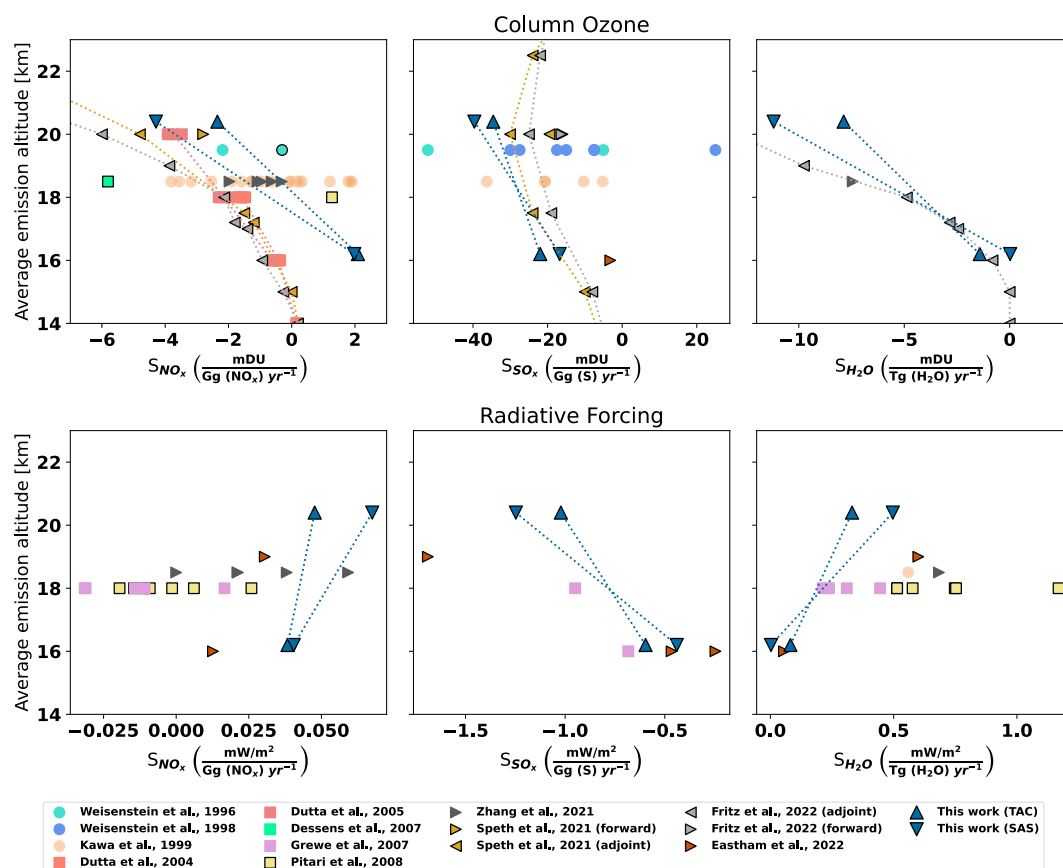 Column Ozone
Average emission altitude [km]
22
20
18
16
14
−6 −4 −2 0 2
S_NOₓ (mDU / Gg (NOₓ) yr⁻¹)
−40 −20 0 20
S_SOₓ (mDU / Gg (S) yr⁻¹)
−10 −5 0
S_H₂O (mDU / Tg (H₂O) yr⁻¹)
Radiative Forcing
Average emission altitude [km]
22
20
18
16
14
−0.025 0.000 0.025 0.050
S_NOₓ (mW/m² / Gg (NOₓ) yr⁻¹)
−1.5 −1.0 −0.5
S_SOₓ (mW/m² / Gg (S) yr⁻¹)
0.0 0.5 1.0
S_H₂O (mW/m² / Tg (H₂O) yr⁻¹)
Weisenstein et al., 1996
Weisenstein et al., 1998
Kawa et al., 1999
Dutta et al., 2004
Dutta et al., 2005
Dessens et al., 2007
Grewe et al., 2007
Pitari et al., 2008
Zhang et al., 2021
Speth et al., 2021 (forward)
Speth et al., 2021 (adjoint)
Fritz et al., 2022 (adjoint)
Fritz et al., 2022 (forward)
Eastham et al., 2022
This work (TAC)
This work (SAS)